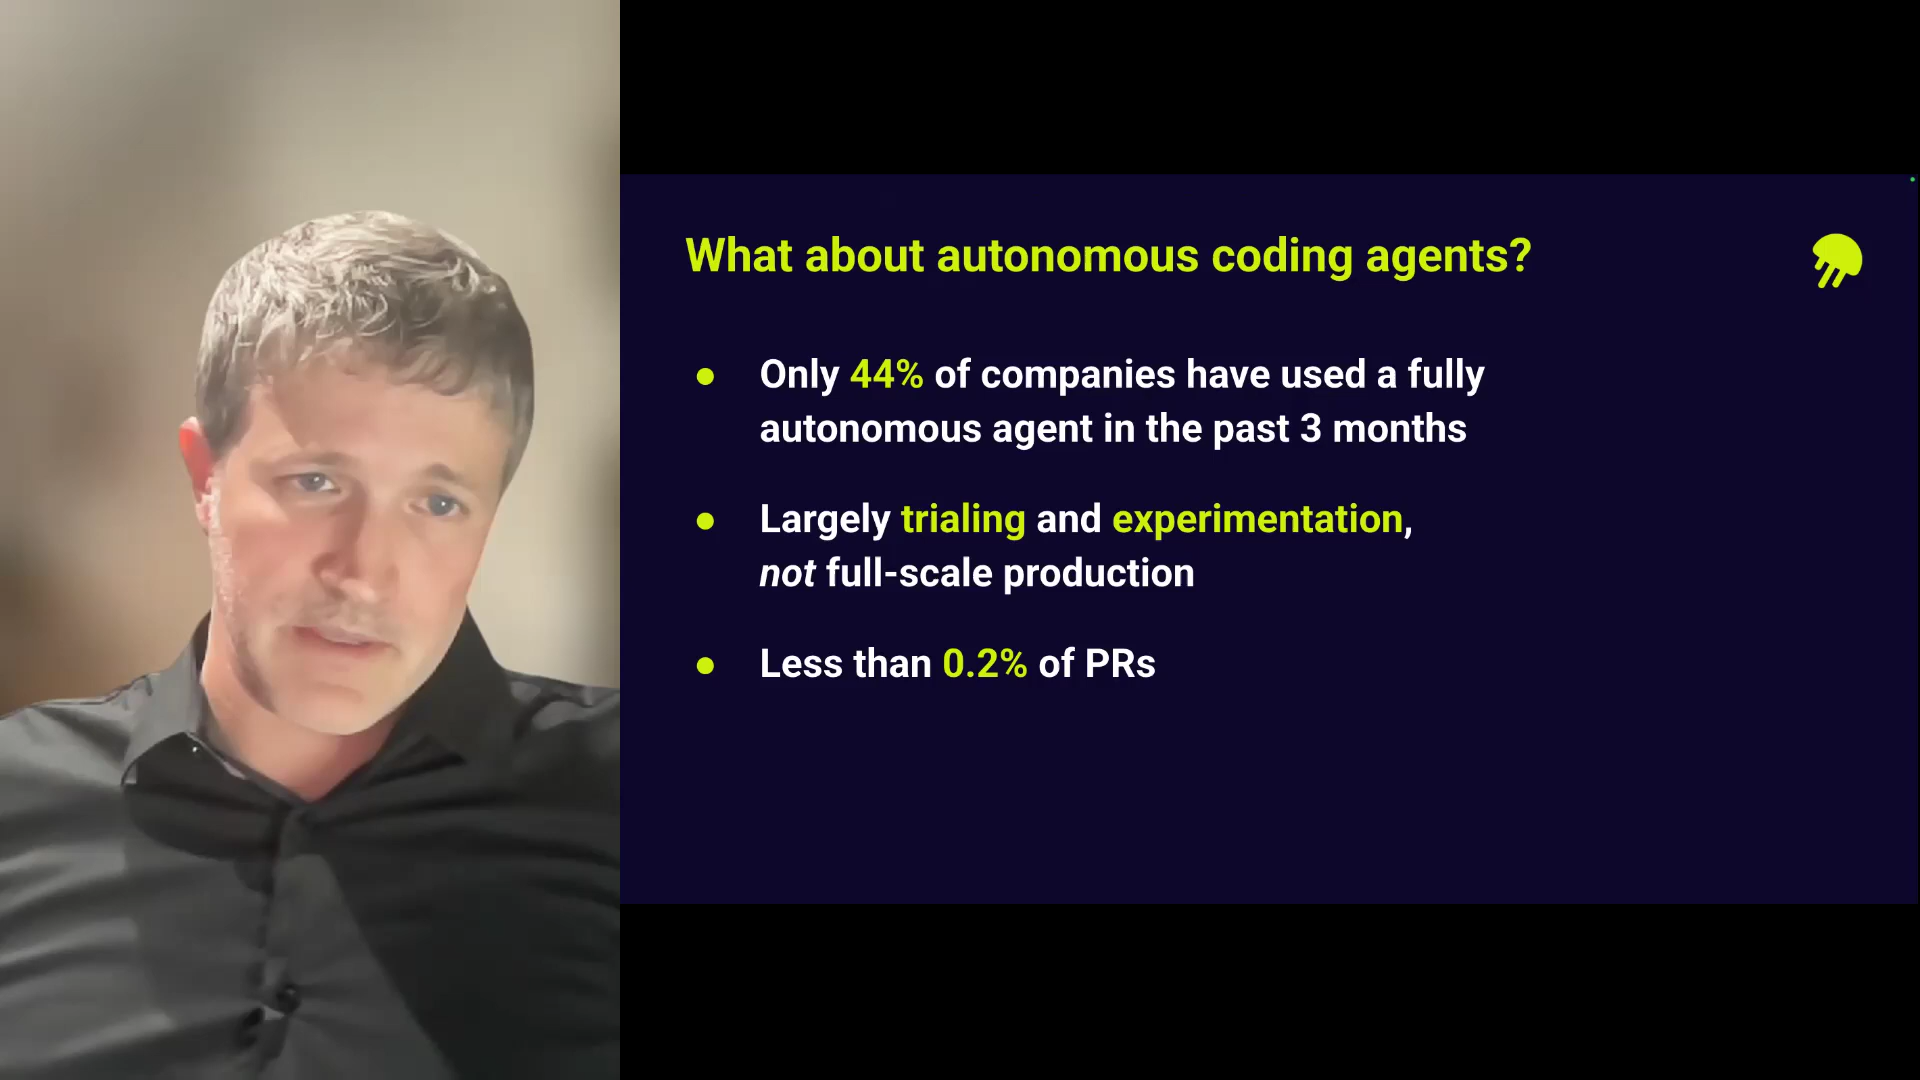 What about autonomous coding agents?
● Only 44% of companies have used a fully
autonomous agent in the past 3 months
● Largely trialing and experimentation,
not full-scale production
● Less than 0.2% of PRs